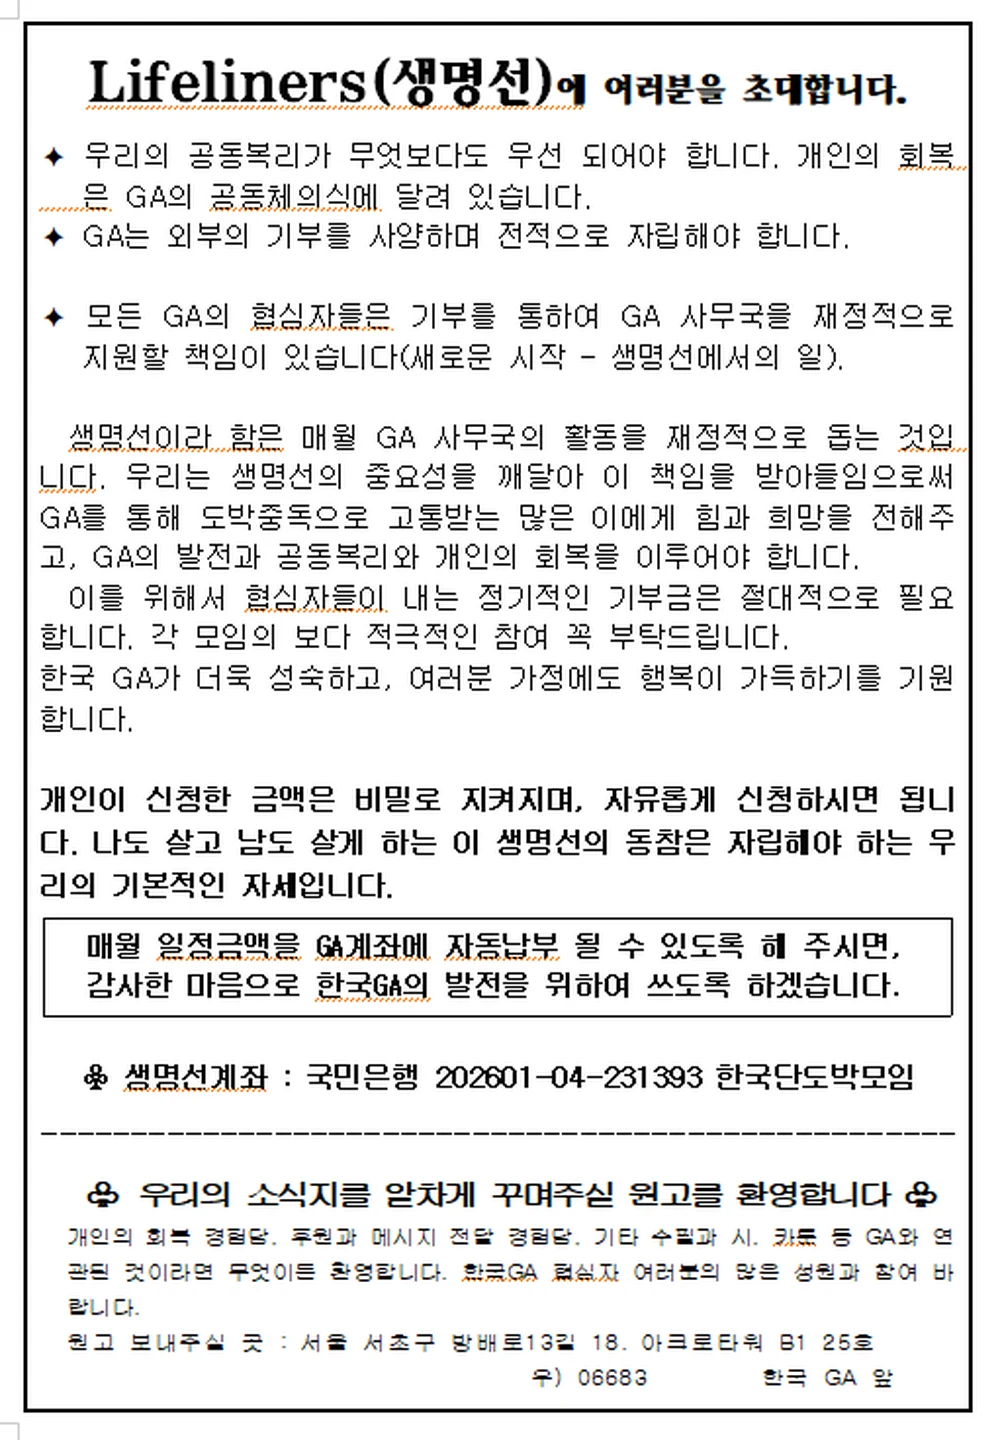 Lifeliners(생명선)에 여러분을 초대합니다.
✦ 우리의 공동복리가 무엇보다도 우선 되어야 합니다. 개인의 회복
은 GA의 공동체의식에 달려 있습니다.
✦ GA는 외부의 기부를 사양하며 전적으로 자립해야 합니다.
✦ 모든 GA의 협심자들은 기부를 통하여 GA 사무국을 재정적으로
지원할 책임이 있습니다(새로운 시작 - 생명선에서의 일).
생명선이라 함은 매월 GA 사무국의 활동을 재정적으로 돕는 것입
니다. 우리는 생명선의 중요성을 깨달아 이 책임을 받아들임으로써
GA를 통해 도박중독으로 고통받는 많은 이에게 힘과 희망을 전해주
고, GA의 발전과 공동복리와 개인의 회복을 이루어야 합니다.
이를 위해서 협심자들이 내는 정기적인 기부금은 절대적으로 필요
합니다. 각 모임의 보다 적극적인 참여 꼭 부탁드립니다.
한국 GA가 더욱 성숙하고, 여러분 가정에도 행복이 가득하기를 기원
합니다.
개인이 신청한 금액은 비밀로 지켜지며, 자유롭게 신청하시면 됩니
다. 나도 살고 남도 살게 하는 이 생명선의 동참은 자립해야 하는 우
리의 기본적인 자세입니다.
매월 일정금액을 GA계좌에 자동납부 될 수 있도록 해 주시면,
감사한 마음으로 한국GA의 발전을 위하여 쓰도록 하겠습니다.
♣ 생명선계좌 : 국민은행 202601-04-231393 한국단도박모임
--------------------------------------------------
♧ 우리의 소식지를 알차게 꾸며주실 원고를 환영합니다 ♧
개인의 회복 경험담, 후원과 메시지 전달 경험담, 기타 수필과 시, 카툰 등 GA와 연
관된 것이라면 무엇이든 환영합니다. 한국GA 협심자 여러분의 많은 성원과 참여 바
랍니다.
원고 보내주실 곳 : 서울 서초구 방배로13길 18, 아크로타워 B1 25호
우) 06683 한국 GA 앞